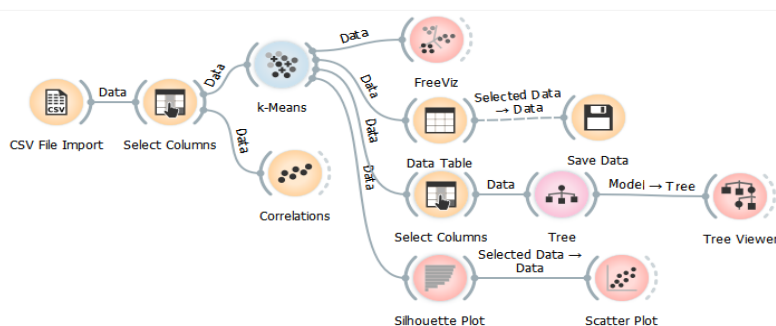 Data
FreeViz
Data
Data
k-Means
Data
Selected Data
→ Data
CSV
CSV File Import
Select Columns
Data Table
Save Data
Data
Data
Data
Correlations
Data
Model → Tree
Select Columns
Tree
Tree Viewer
Selected Data →
Data
Silhouette Plot
Scatter Plot